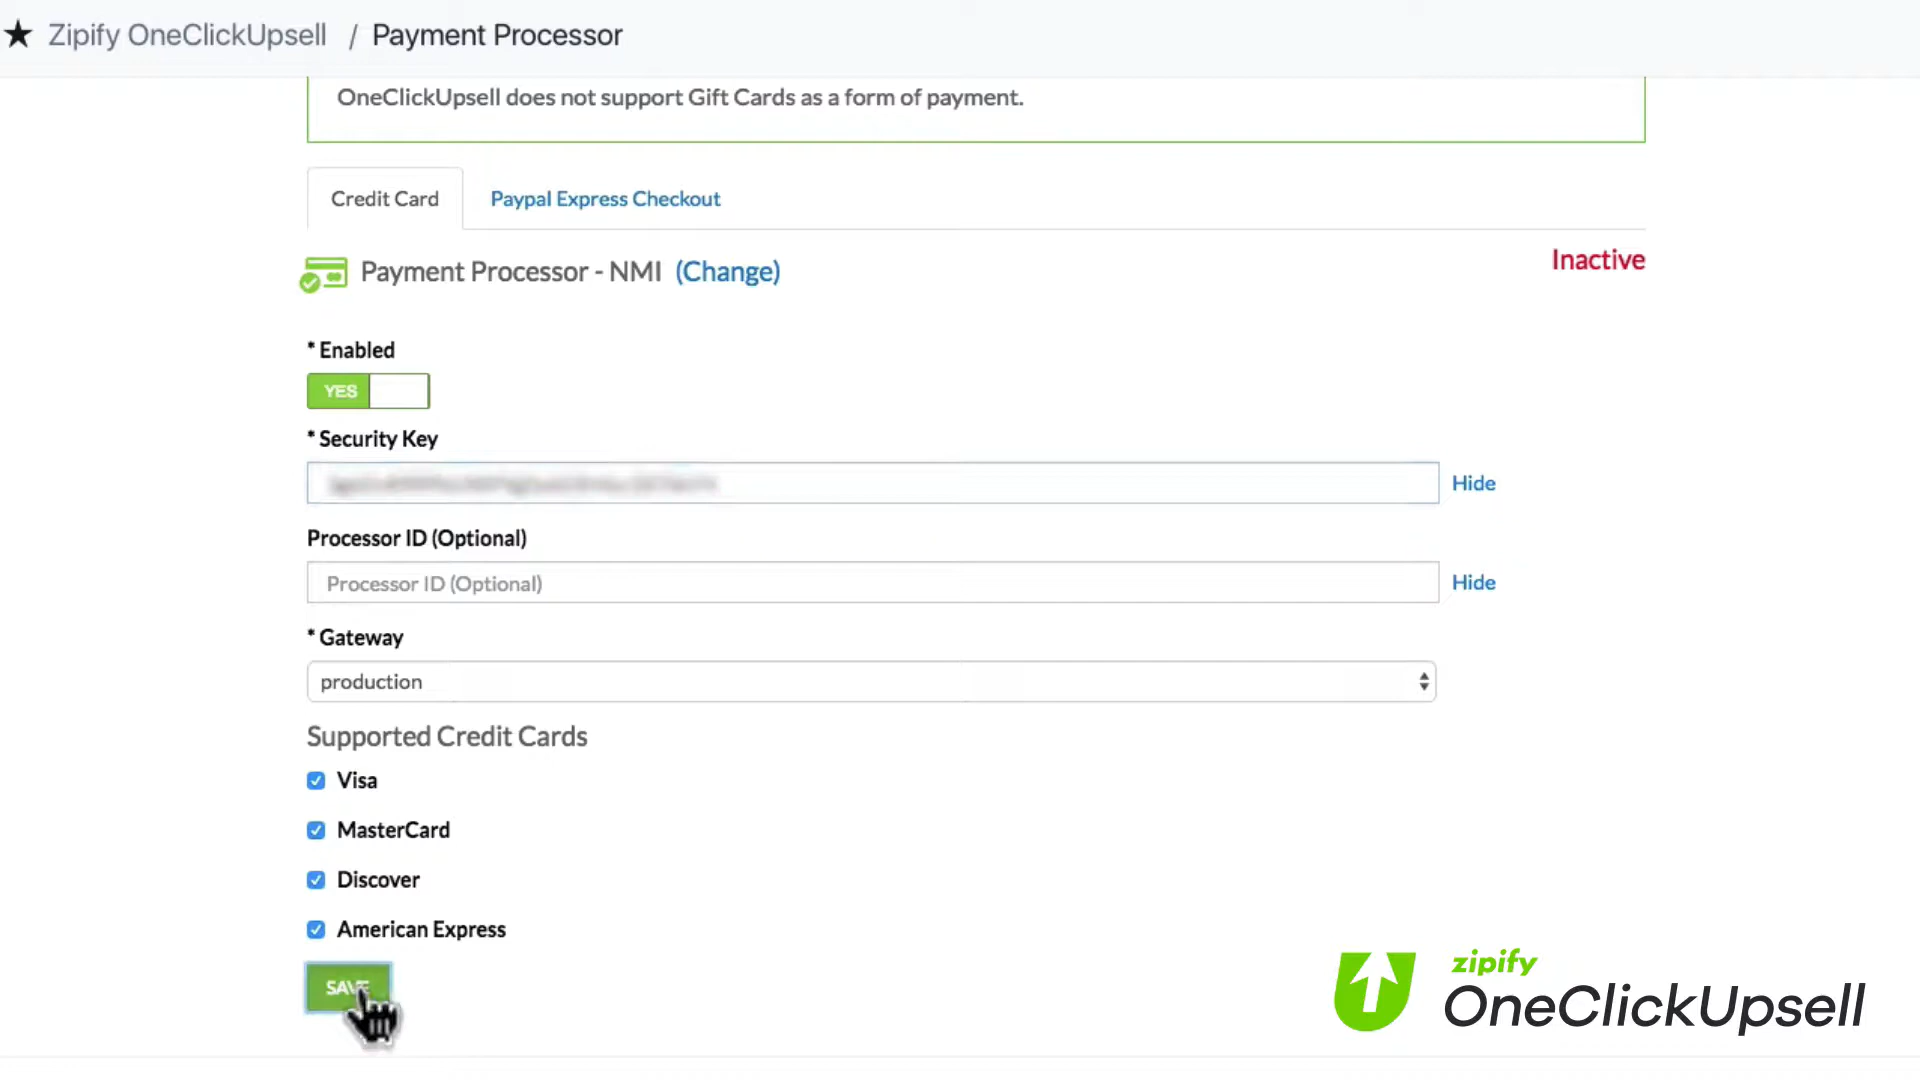 Zipify OneClickUpsell / Payment Processor
OneClickUpsell does not support Gift Cards as a form of payment.
Credit Card
Paypal Express Checkout
Payment Processor - NMI (Change)
Inactive
* Enabled
YES
* Security Key
Hide
Processor ID (Optional)
Processor ID (Optional)
Hide
* Gateway
production
Supported Credit Cards
Visa
MasterCard
Discover
American Express
SAVE
zipify
OneClickUpsell